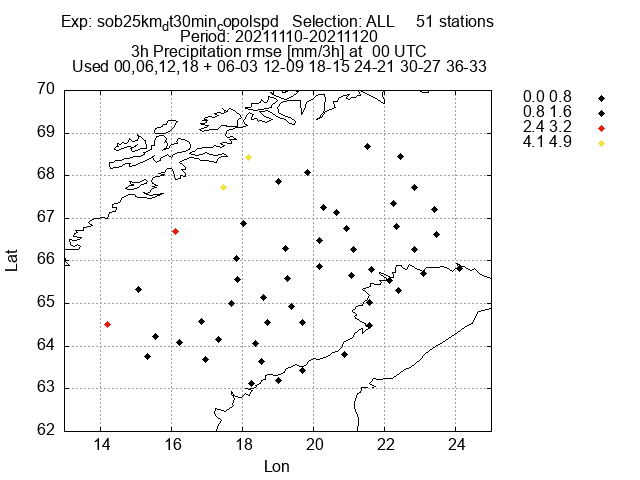 Exp: sob25km_dt30min_copolspd   Selection: ALL     51 stations
Period: 20211110-20211120
3h Precipitation rmse [mm/3h] at  00 UTC
Used 00,06,12,18 + 06-03 12-09 18-15 24-21 30-27 36-33
0.0 0.8
0.8 1.6
2.4 3.2
4.1 4.9
70
69
68
67
66
65
64
63
62
Lat
14 16 18 20 22 24
Lon